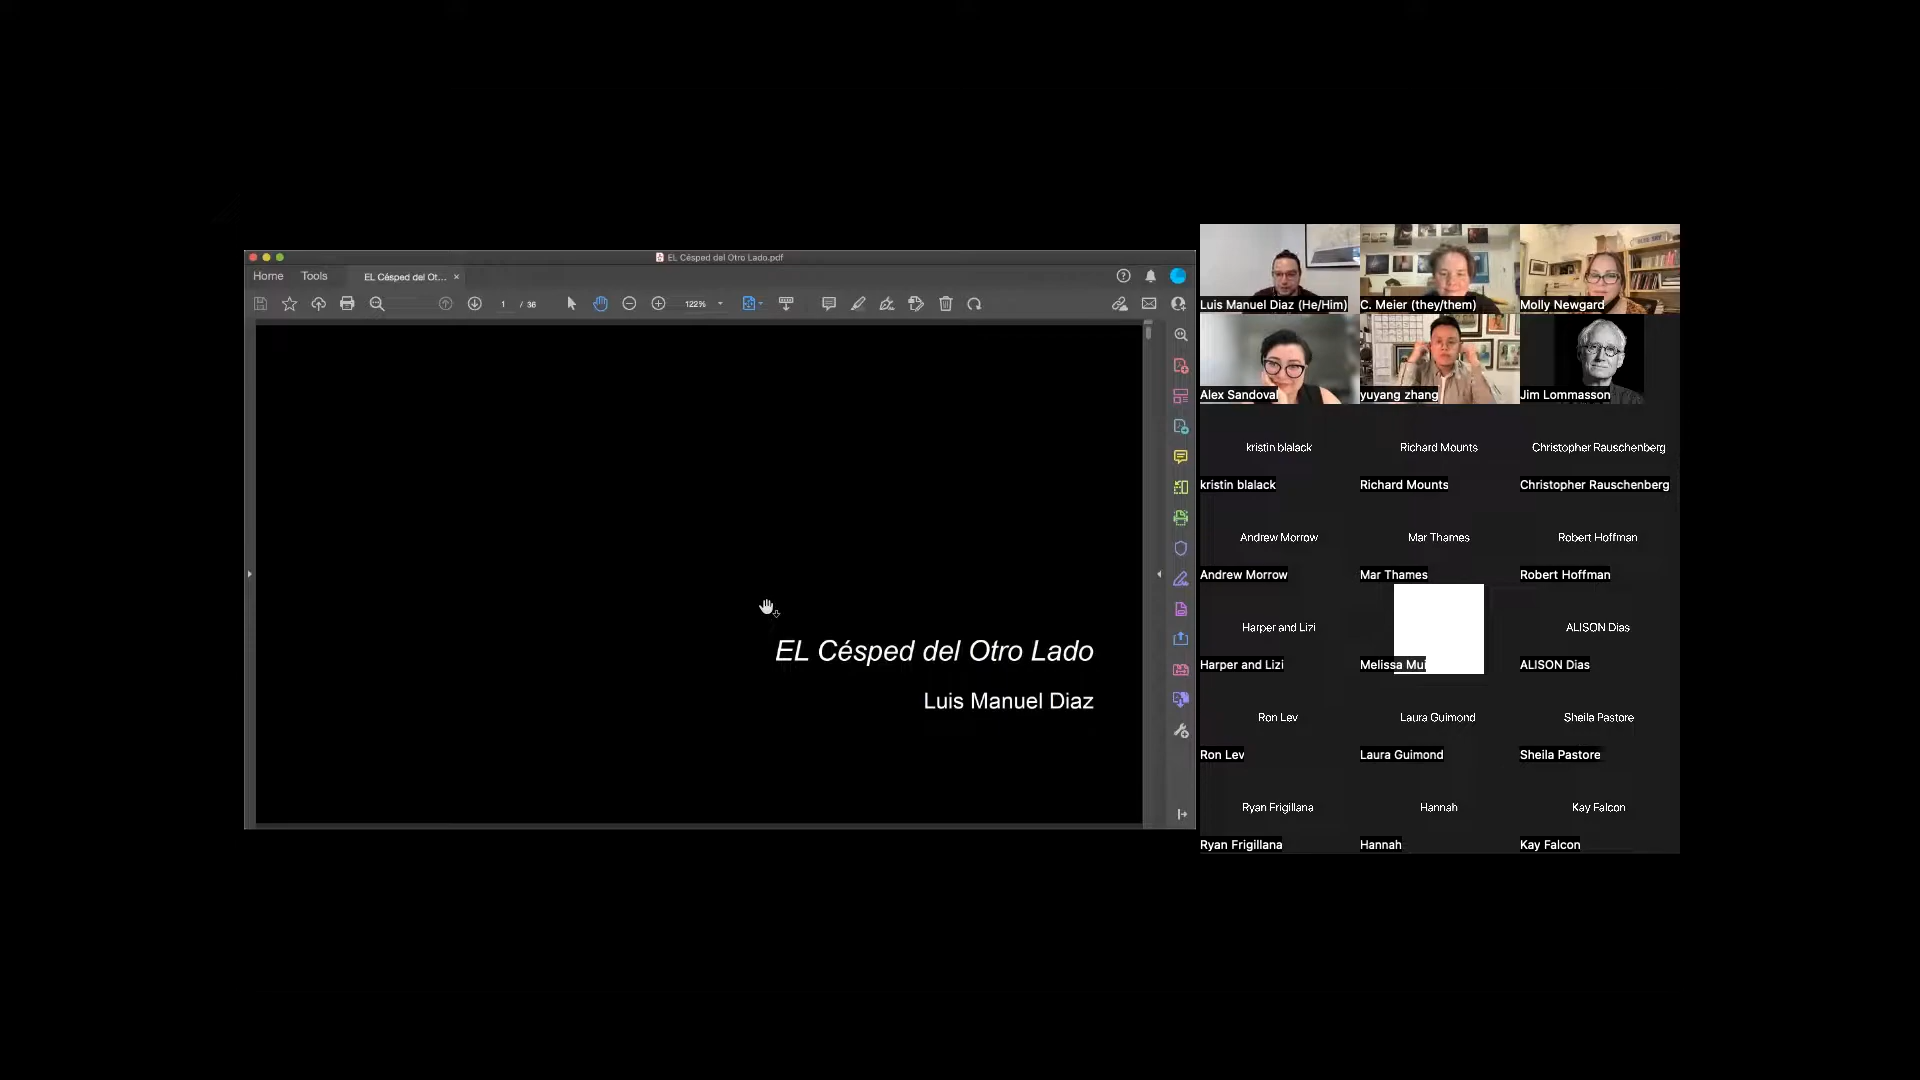 EL Césped del Otro Lado.pdf
Home Tools EL Césped del Ot... ×
1 / 36 122%
EL Césped del Otro Lado
Luis Manuel Diaz
Luis Manuel Diaz (He/Him) C. Meier (they/them) Molly Newgard
Alex Sandoval yuyang zhang Jim Lommasson
kristin blalack Richard Mounts Christopher Rauschenberg
kristin blalack Richard Mounts Christopher Rauschenberg
Andrew Morrow Mar Thames Robert Hoffman
Andrew Morrow Mar Thames Robert Hoffman
Harper and Lizi ALISON Dias
Harper and Lizi Melissa Mui ALISON Dias
Ron Lev Laura Guimond Sheila Pastore
Ron Lev Laura Guimond Sheila Pastore
Ryan Frigillana Hannah Kay Falcon
Ryan Frigillana Hannah Kay Falcon